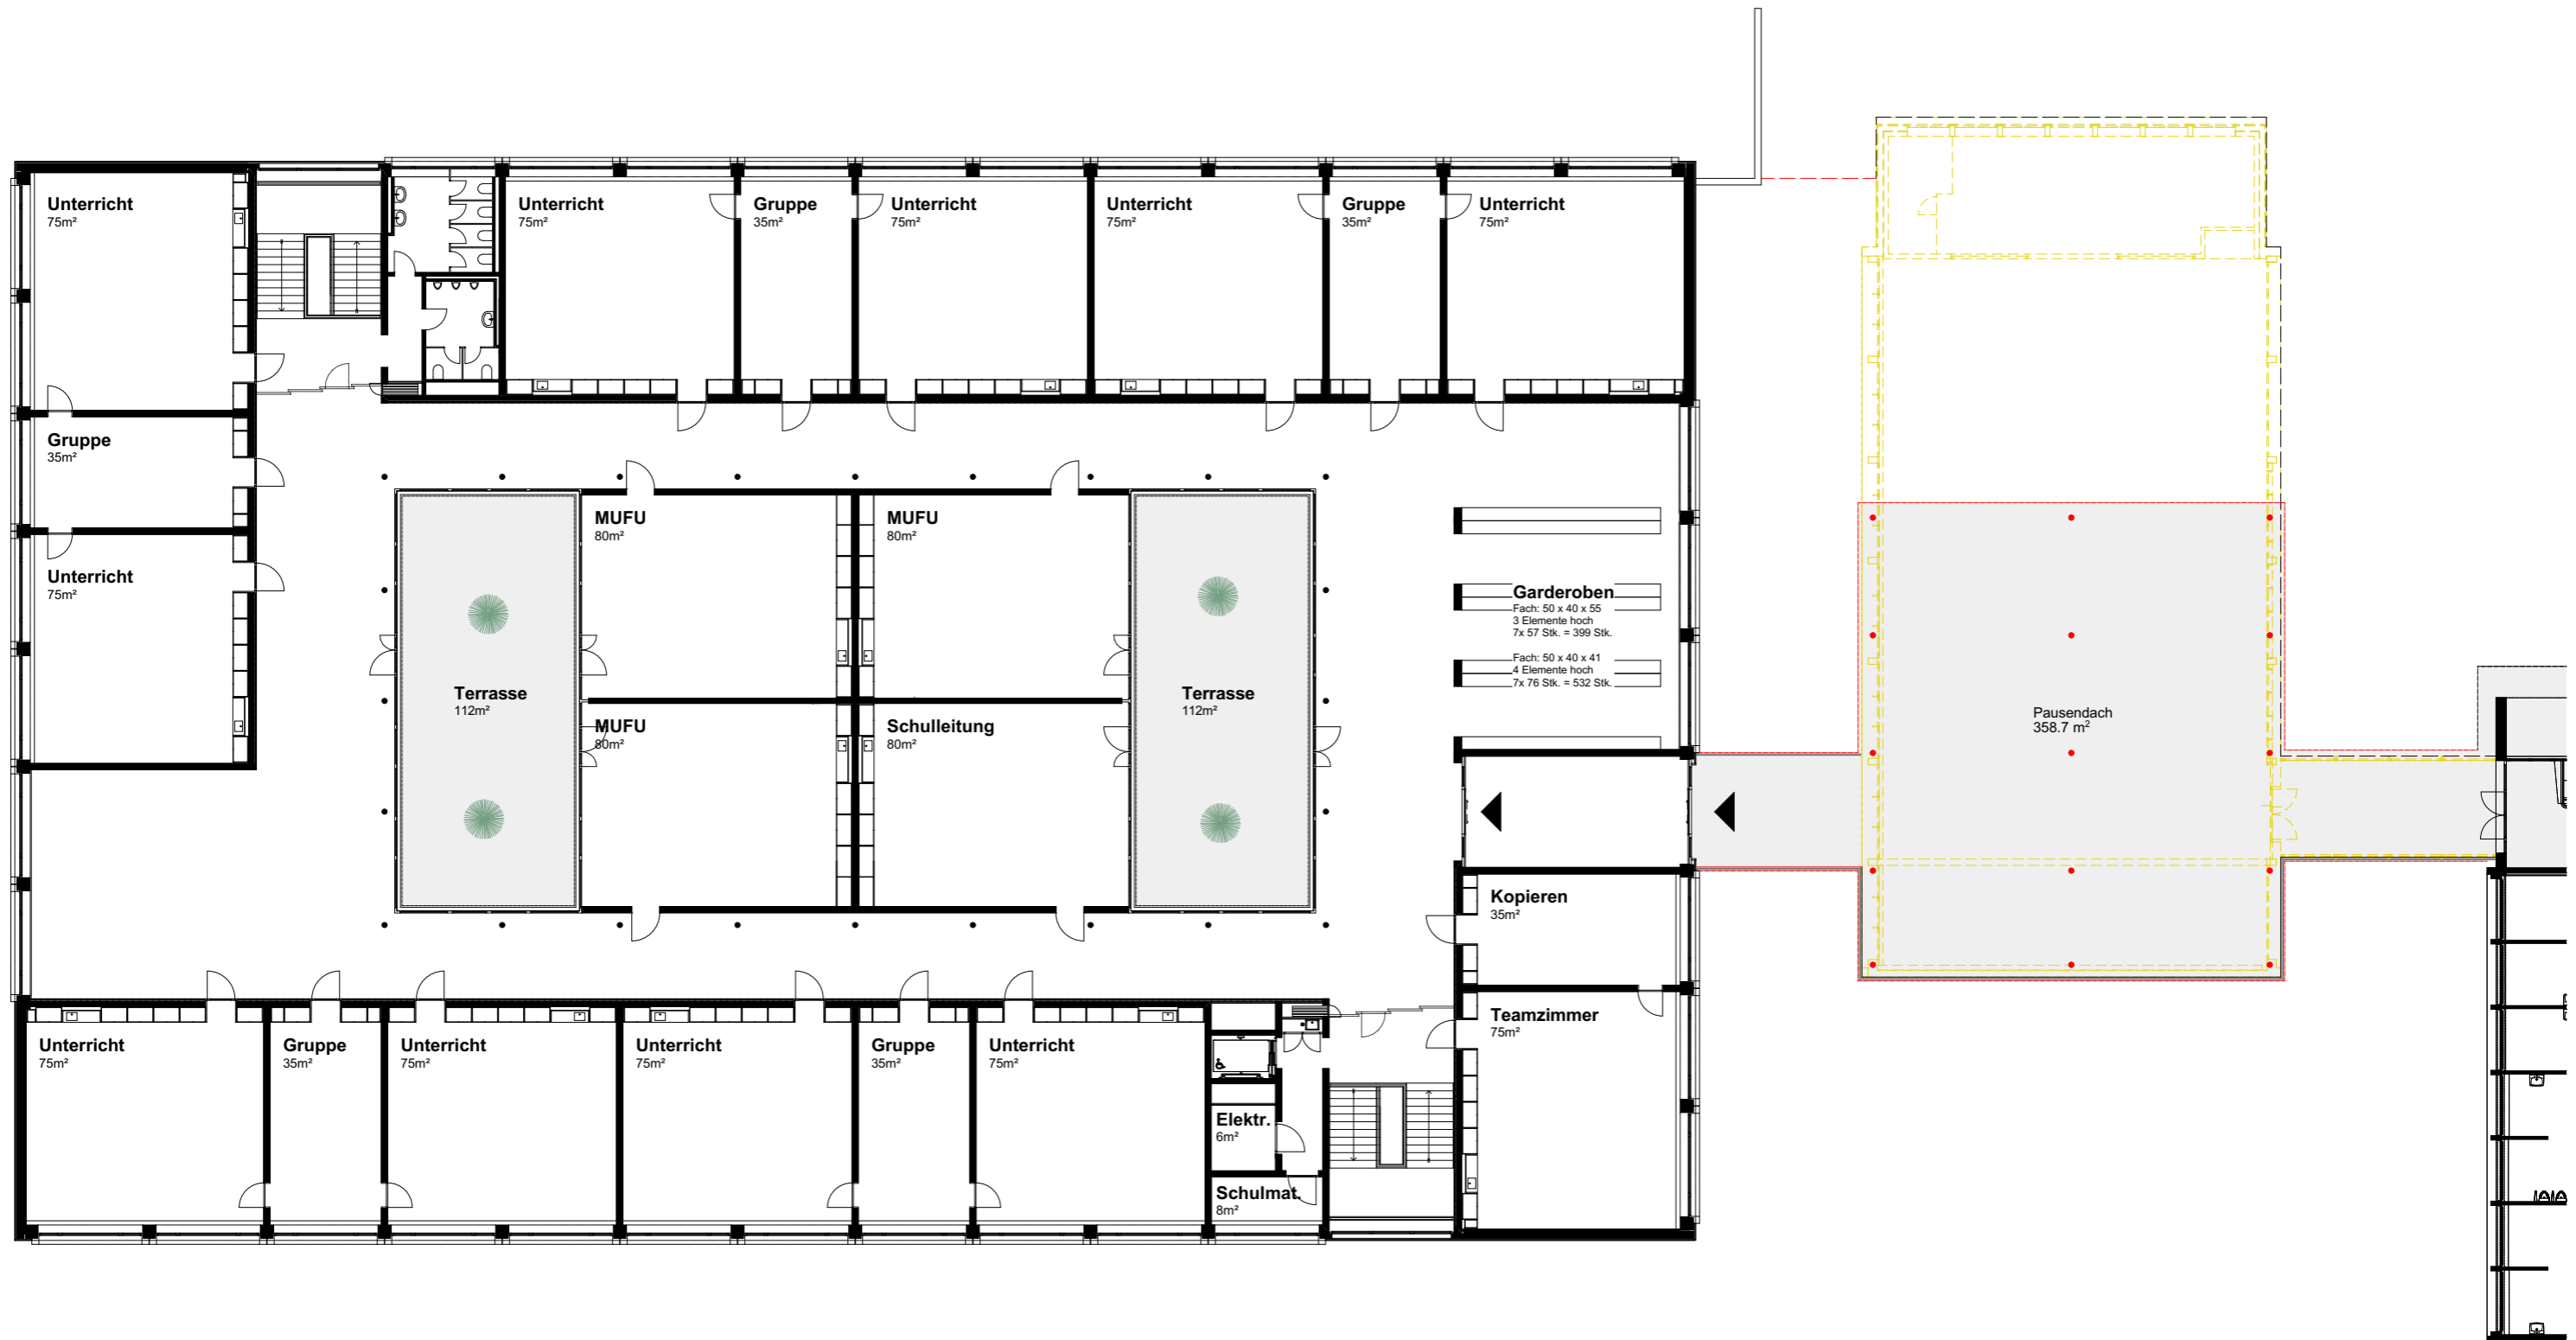 Unterricht
75m²
Unterricht
75m²
Gruppe
35m²
Unterricht
75m²
Unterricht
75m²
Gruppe
35m²
Unterricht
75m²
Gruppe
35m²
Unterricht
75m²
MUFU
80m²
MUFU
80m²
Terrasse
112m²
MUFU
80m²
Schulleitung
80m²
Terrasse
112m²
Garderoben
Fach: 50 x 40 x 55
3 Elemente hoch
7x 57 Stk. = 399 Stk.
Fach: 50 x 40 x 41
4 Elemente hoch
7x 76 Stk. = 532 Stk.
Pausendach
358.7 m²
Kopieren
35m²
Teamzimmer
75m²
Unterricht
75m²
Gruppe
35m²
Unterricht
75m²
Unterricht
75m²
Gruppe
35m²
Unterricht
75m²
Elektr.
6m²
Schulmat.
8m²